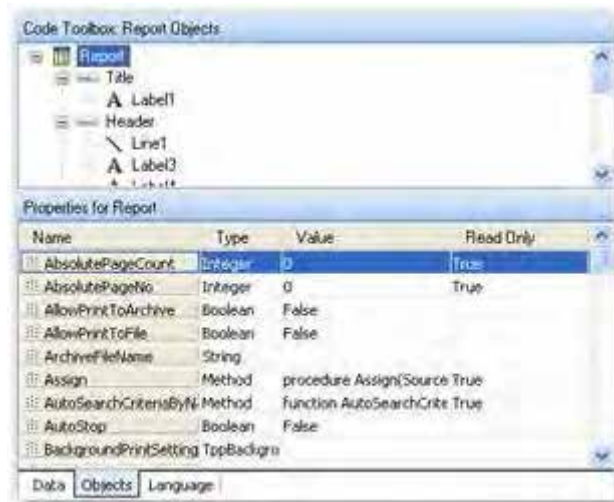 Code Toolbox: Report Objects
Report
Title
A Label1
Header
Line1
A Label3
Properties for Report
Name Type Value Read Only
AbsolutePageCount Integer 0 True
AbsolutePageNo Integer 0 True
AllowPrintToArchive Boolean False
AllowPrintToFile Boolean False
ArchiveFileName String
Assign Method procedure Assign(Source True
AutoSearchCriteriaByN Method function AutoSearchCrite True
AutoStop Boolean False
BackgroundPrintSetting TppBackgru
Data Objects Language